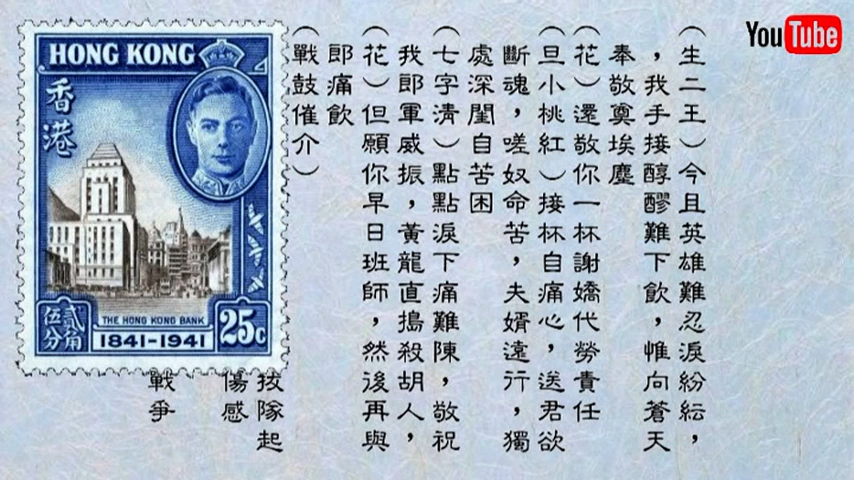 YouTube
（生二王）今且英雄難忍淚紛紜，
，我手接醇醪難下飲，惟向蒼天
奉敬奠埃塵
（花）還敬你一杯謝嬌代勞責任
（旦小桃紅）接杯自痛心，送君欲
斷魂，嗟奴命苦，夫婿遠行，獨
處深閨自苦困
（七字清）點點淚下痛難陳，敬祝
我郎軍威振，黃龍直搗殺胡人，
（花）但願你早日班師，然後再與
郎痛飲
（戰鼓催介）
拔隊起
傷感
戰爭
HONG KONG
香港
THE HONG KONG BANK
1841-1941
25c
貳角
伍分